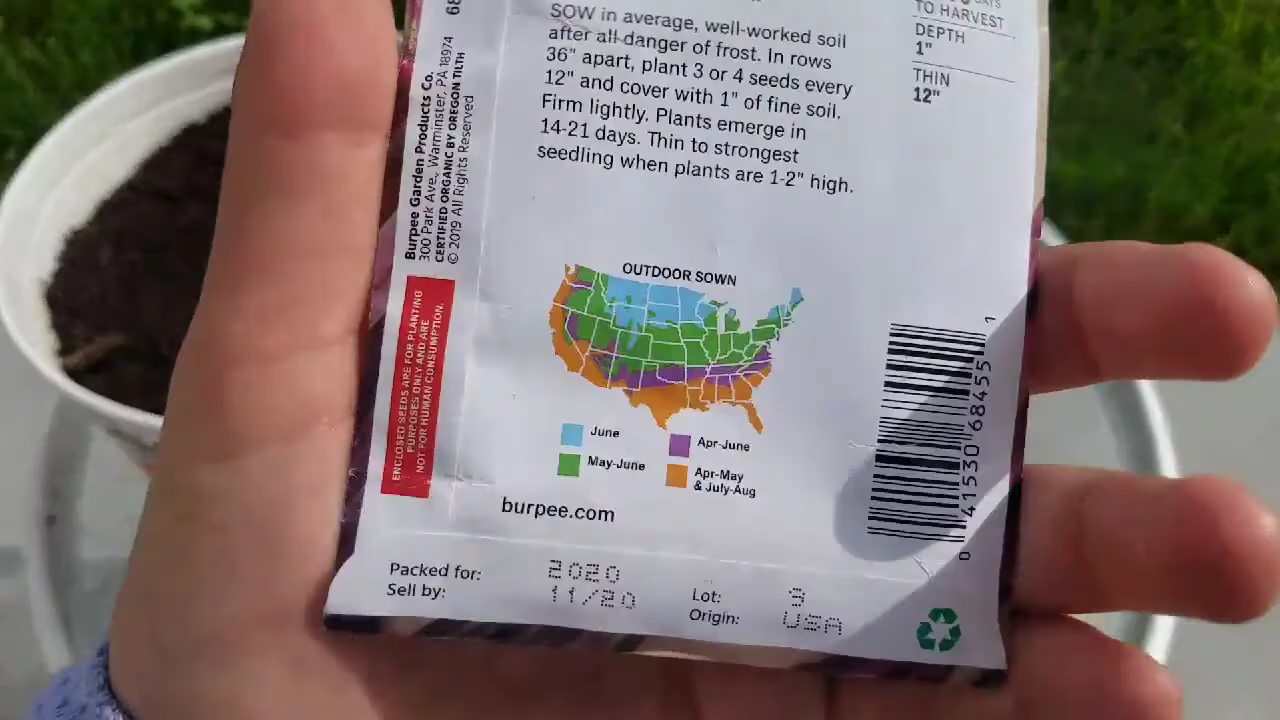 SOW in average, well-worked soil
after all danger of frost. In rows
36" apart, plant 3 or 4 seeds every
12" and cover with 1" of fine soil.
Firm lightly. Plants emerge in
14-21 days. Thin to strongest
seedling when plants are 1-2" high.
DAYS
TO HARVEST
DEPTH
1"
THIN
12"
Burpee Garden Products Co.
300 Park Ave., Warminster, PA 18974
CERTIFIED ORGANIC BY OREGON TILTH
© 2019 All Rights Reserved
ENCLOSED SEEDS ARE FOR PLANTING
PURPOSES ONLY AND ARE
NOT FOR HUMAN CONSUMPTION.
OUTDOOR SOWN
June
Apr-June
May-June
Apr-May
& July-Aug
burpee.com
0 41530 68455 1
Packed for: 2020
Sell by: 11/20
Lot: 3
Origin: USA